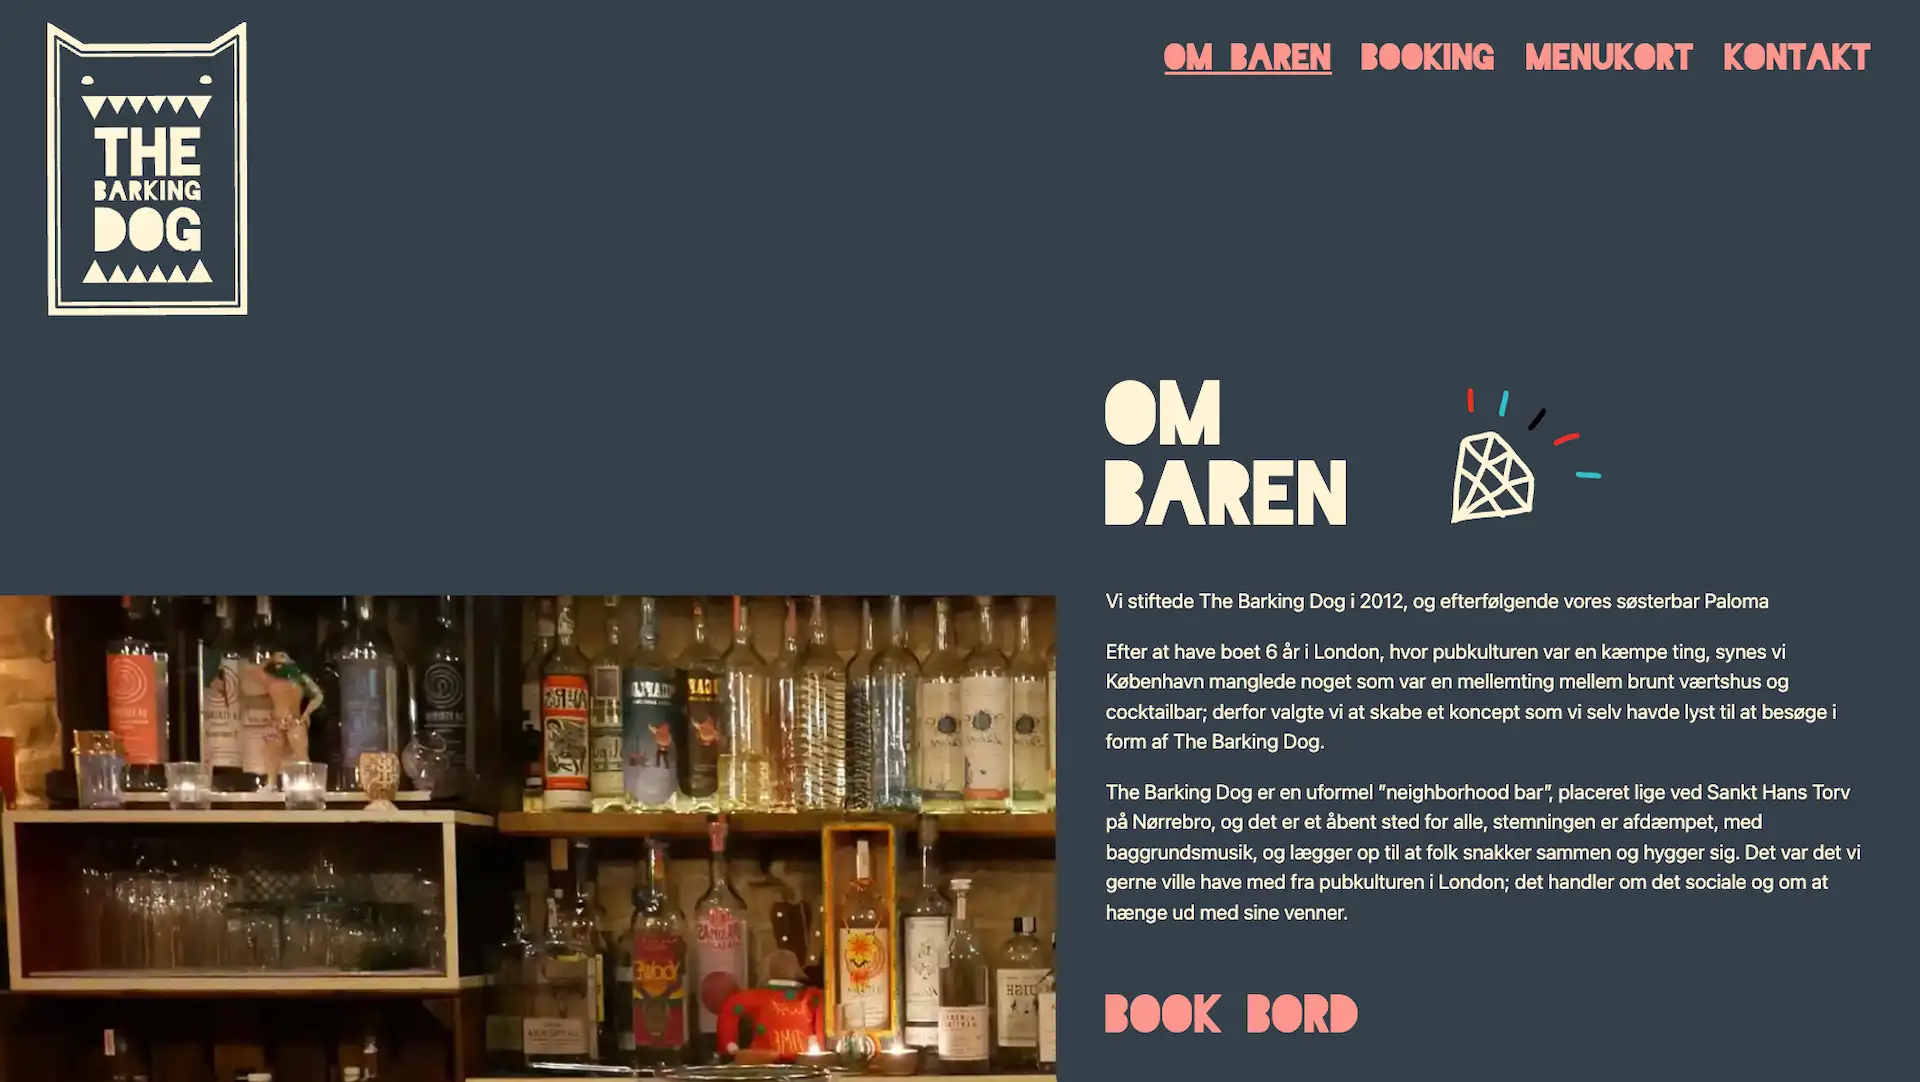 THE
BARKING
DOG
OM BAREN BOOKING MENUKORT KONTAKT
OM
BAREN
Vi stiftede The Barking Dog i 2012, og efterfølgende vores søsterbar Paloma
Efter at have boet 6 år i London, hvor pubkulturen var en kæmpe ting, synes vi
København manglede noget som var en mellemting mellem brunt værtshus og
cocktailbar; derfor valgte vi at skabe et koncept som vi selv havde lyst til at besøge i
form af The Barking Dog.
The Barking Dog er en uformel ”neighborhood bar”, placeret lige ved Sankt Hans Torv
på Nørrebro, og det er et åbent sted for alle, stemningen er afdæmpet, med
baggrundsmusik, og lægger op til at folk snakker sammen og hygger sig. Det var det vi
gerne ville have med fra pubkulturen i London; det handler om det sociale og om at
hænge ud med sine venner.
BOOK BORD